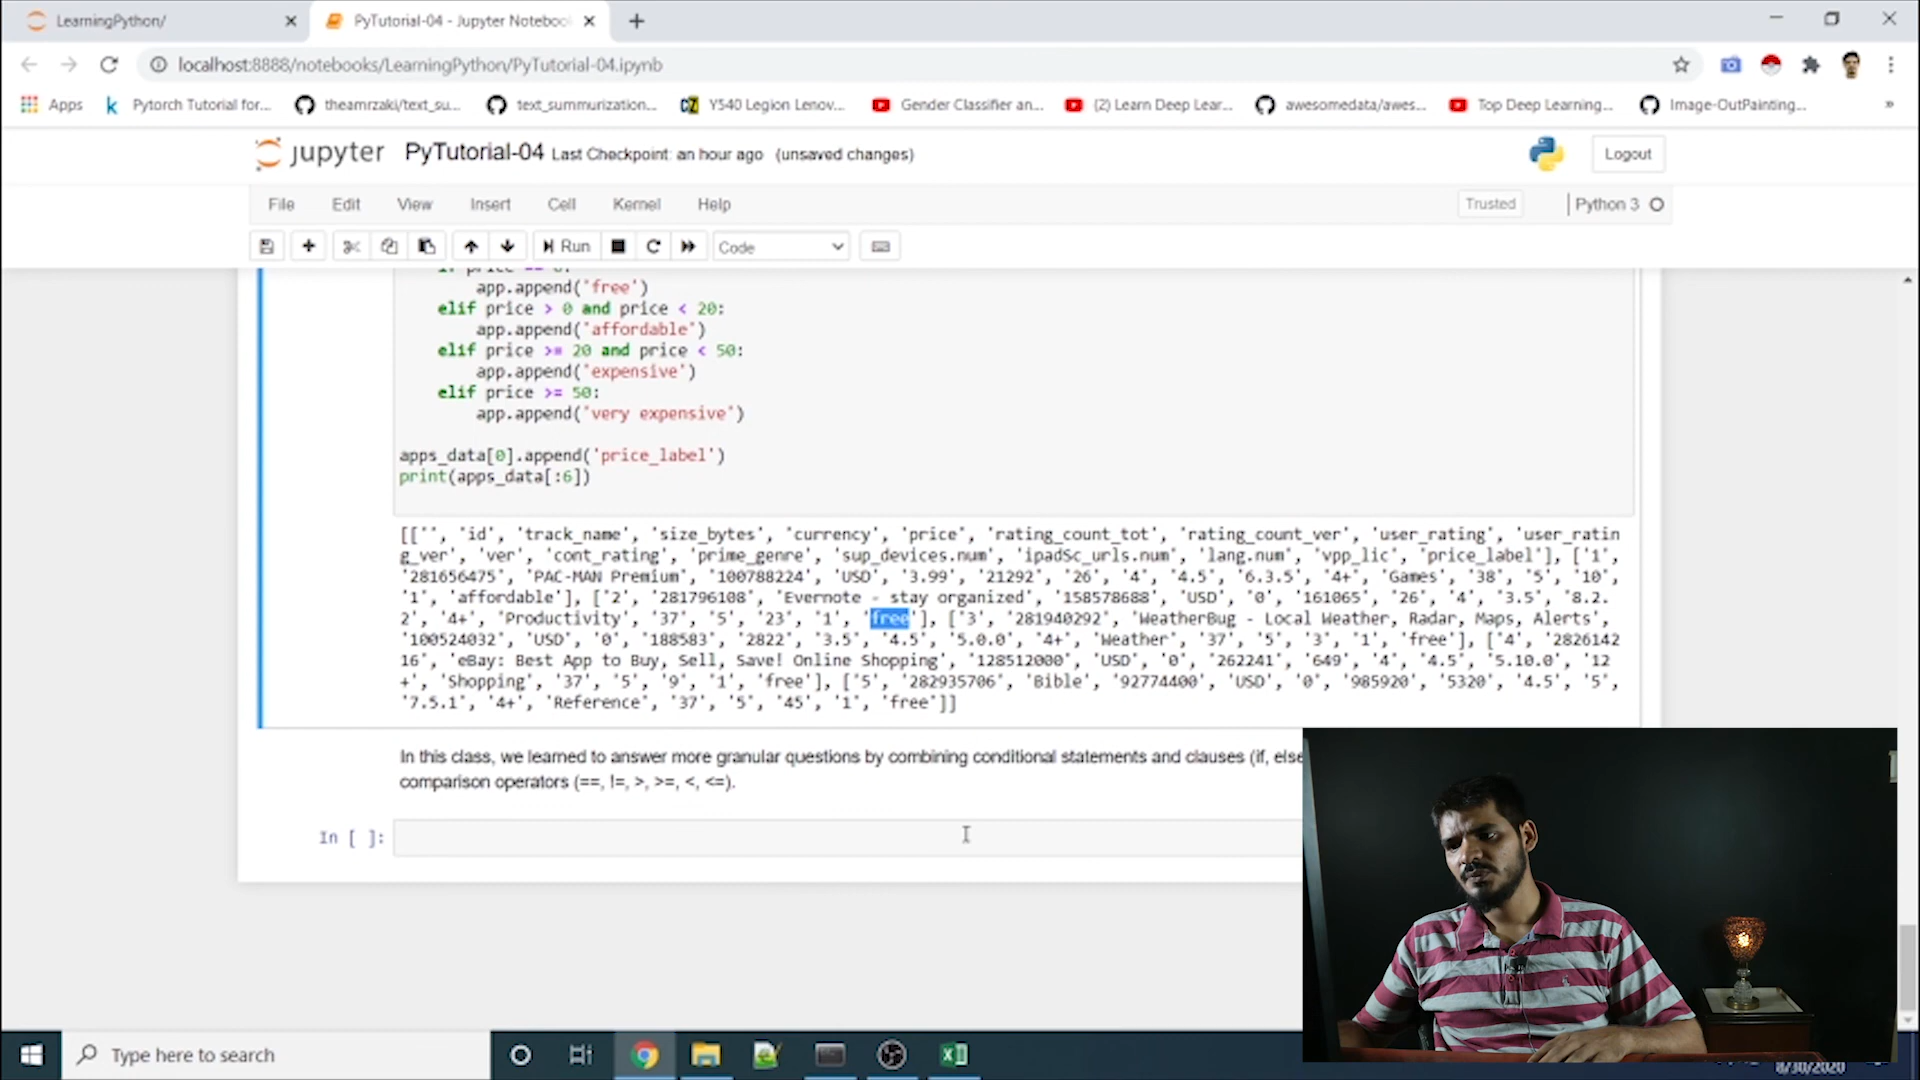 LearningPython/
PyTutorial-04 - Jupyter Noteboo
localhost:8888/notebooks/LearningPython/PyTutorial-04.ipynb
Apps
Pytorch Tutorial for...
theamrzaki/text_su...
text_summurization...
Y540 Legion Lenov...
Gender Classifier an...
(2) Learn Deep Lear...
awesomedata/awes...
Top Deep Learning...
Image-OutPainting...
»
jupyter PyTutorial-04 Last Checkpoint: an hour ago (unsaved changes)
Logout
File Edit View Insert Cell Kernel Help
Trusted
Python 3
Run
Code
if price == 0:
app.append('free')
elif price > 0 and price < 20:
app.append('affordable')
elif price >= 20 and price < 50:
app.append('expensive')
elif price >= 50:
app.append('very expensive')
apps_data[0].append('price_label')
print(apps_data[:6])
[['', 'id', 'track_name', 'size_bytes', 'currency', 'price', 'rating_count_tot', 'rating_count_ver', 'user_rating', 'user_ratin
g_ver', 'ver', 'cont_rating', 'prime_genre', 'sup_devices.num', 'ipadSc_urls.num', 'lang.num', 'vpp_lic', 'price_label'], ['1',
'281656475', 'PAC-MAN Premium', '100788224', 'USD', '3.99', '21292', '26', '4', '4.5', '6.3.5', '4+', 'Games', '38', '5', '10',
'1', 'affordable'], ['2', '281796108', 'Evernote - stay organized', '158578688', 'USD', '0', '161065', '26', '4', '3.5', '8.2.
2', '4+', 'Productivity', '37', '5', '23', '1', 'free'], ['3', '281940292', 'WeatherBug - Local Weather, Radar, Maps, Alerts',
'100524032', 'USD', '0', '188583', '2822', '3.5', '4.5', '5.0.0', '4+', 'Weather', '37', '5', '3', '1', 'free'], ['4', '2826142
16', 'eBay: Best App to Buy, Sell, Save! Online Shopping', '128512000', 'USD', '0', '262241', '649', '4', '4.5', '5.10.0', '12
+', 'Shopping', '37', '5', '9', '1', 'free'], ['5', '282935706', 'Bible', '92774400', 'USD', '0', '985920', '5320', '4.5', '5',
'7.5.1', '4+', 'Reference', '37', '5', '45', '1', 'free']]
In this class, we learned to answer more granular questions by combining conditional statements and clauses (if, else
comparison operators (==, !=, >, >=, <, <=).
In [ ]:
Type here to search
8/30/2020